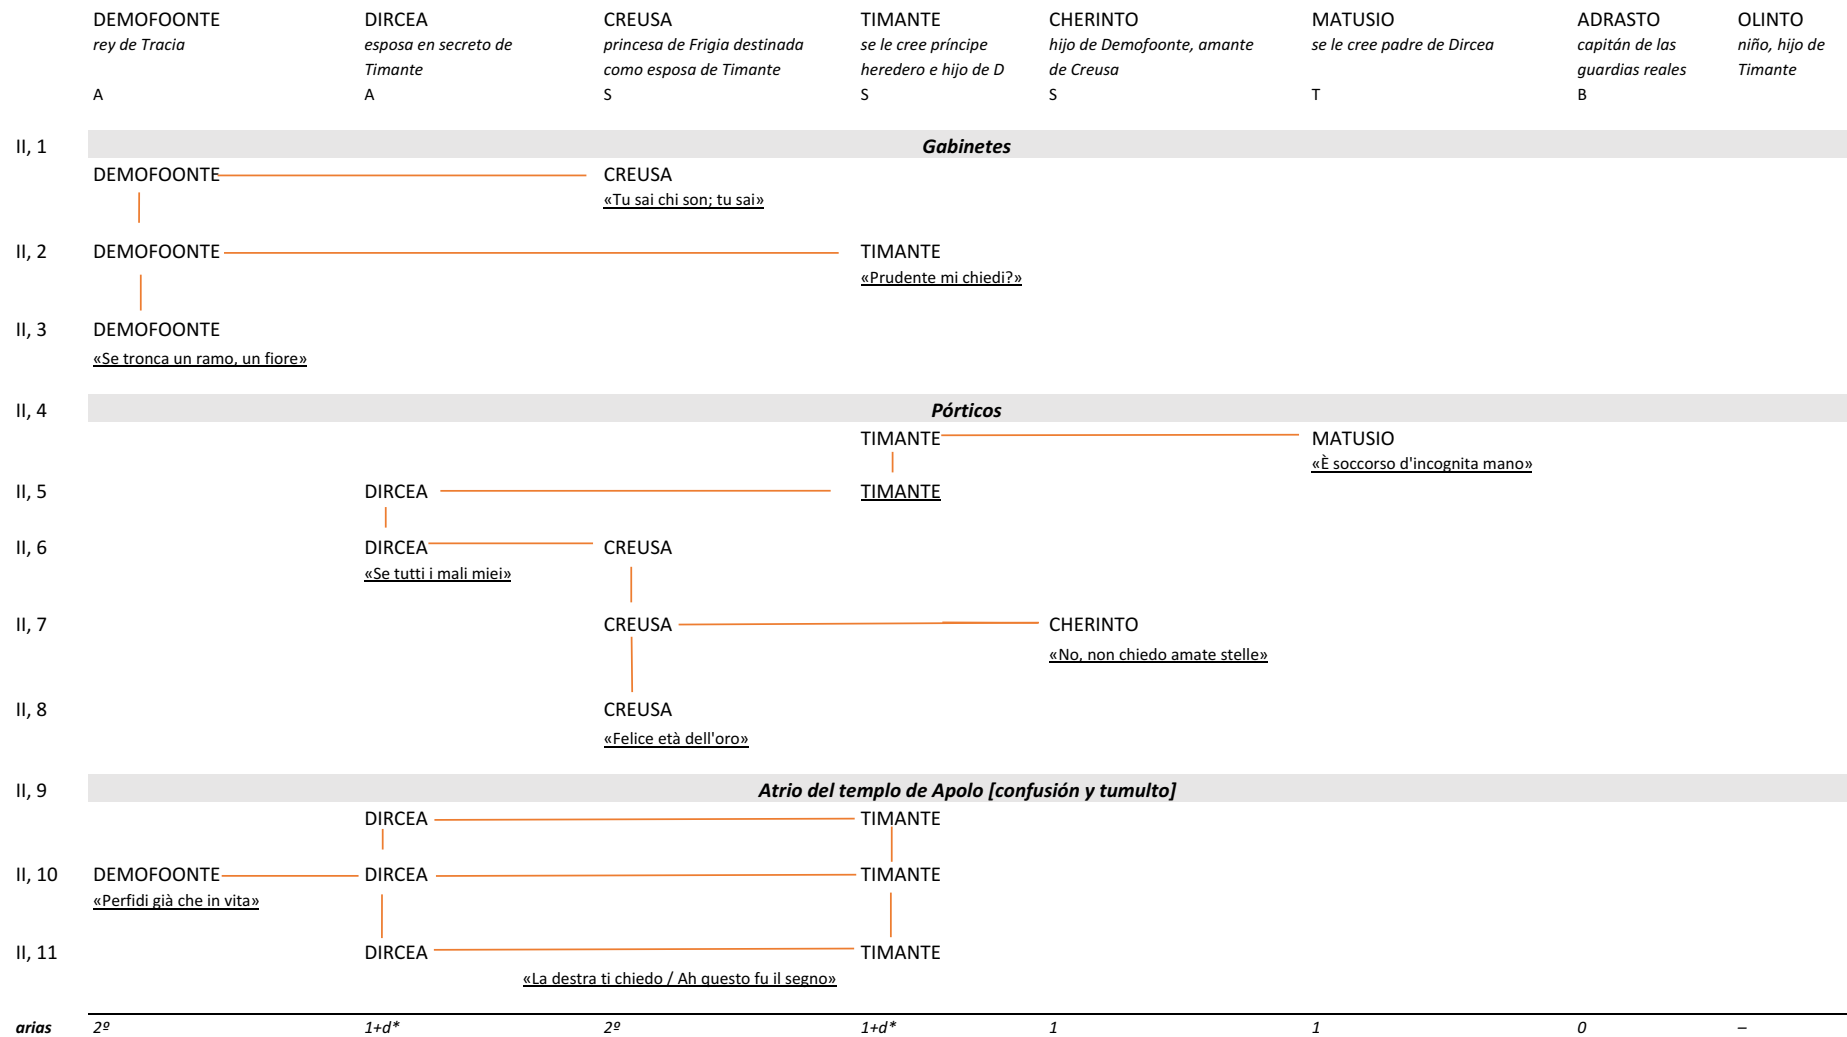 DEMOFOONTE DIRCEA CREUSA TIMANTE CHERINTO MATUSIO ADRASTO OLINTO
rey de Tracia esposa en secreto de princesa de Frigia destinada se le cree príncipe hijo de Demofoonte, amante se le cree padre de Dircea capitán de las niño, hijo de
Timante como esposa de Timante heredero e hijo de D de Creusa guardias reales Timante
A A S S S T B
II, 1 Gabinetes
DEMOFOONTE CREUSA
«Tu sai chi son; tu sai»
II, 2 DEMOFOONTE TIMANTE
«Prudente mi chiedi?»
II, 3 DEMOFOONTE
«Se tronca un ramo, un fiore»
II, 4 Pórticos
TIMANTE MATUSIO
«È soccorso d'incognita mano»
II, 5 DIRCEA TIMANTE
II, 6 DIRCEA CREUSA
«Se tutti i mali miei»
II, 7 CREUSA CHERINTO
«No, non chiedo amate stelle»
II, 8 CREUSA
«Felice età dell'oro»
II, 9 Atrio del templo de Apolo [confusión y tumulto]
DIRCEA TIMANTE
II, 10 DEMOFOONTE DIRCEA TIMANTE
«Perfidi già che in vita»
II, 11 DIRCEA TIMANTE
«La destra ti chiedo / Ah questo fu il segno»
arias 2º 1+d* 2º 1+d* 1 1 0 –